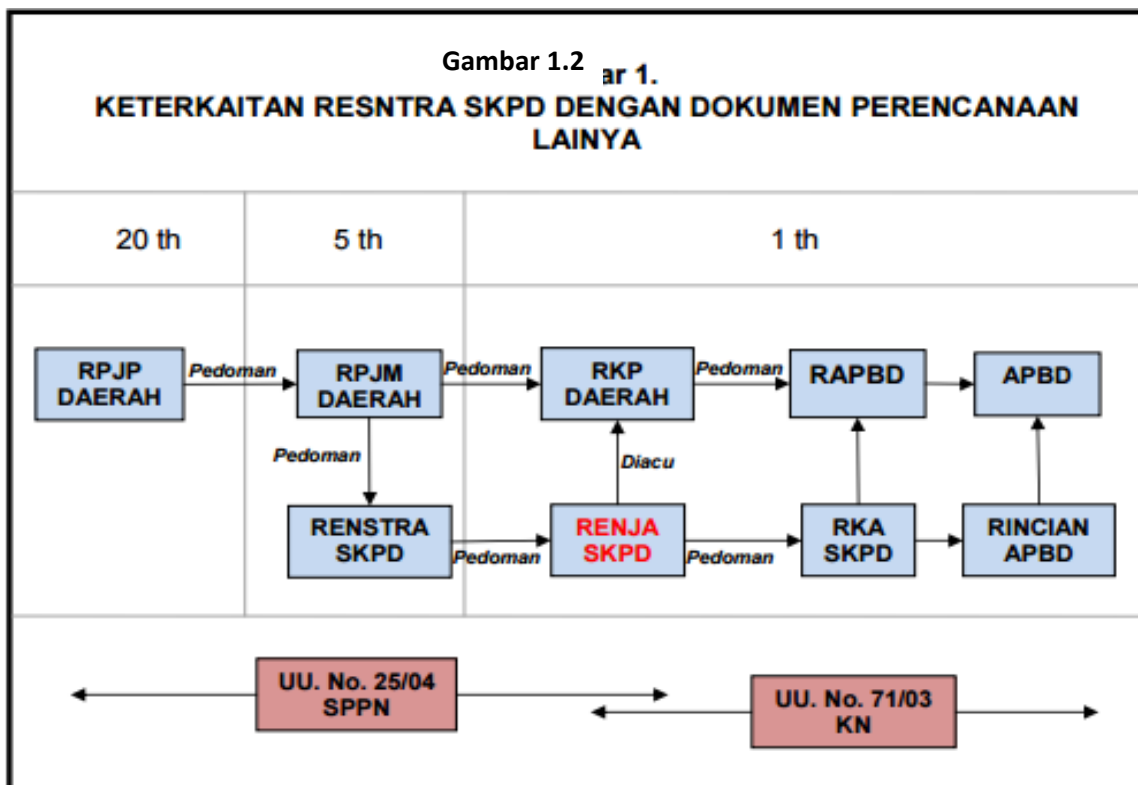 Gambar 1.2
ar 1.
KETERKAITAN RESNTRA SKPD DENGAN DOKUMEN PERENCANAAN
LAINYA
20 th
5 th
1 th
RPJP
DAERAH
Pedoman
RPJM
DAERAH
Pedoman
RKP
DAERAH
Pedoman
RAPBD
APBD
Pedoman
Diacu
RENSTRA
SKPD
Pedoman
RENJA
SKPD
Pedoman
RKA
SKPD
RINCIAN
APBD
UU. No. 25/04
SPPN
UU. No. 71/03
KN